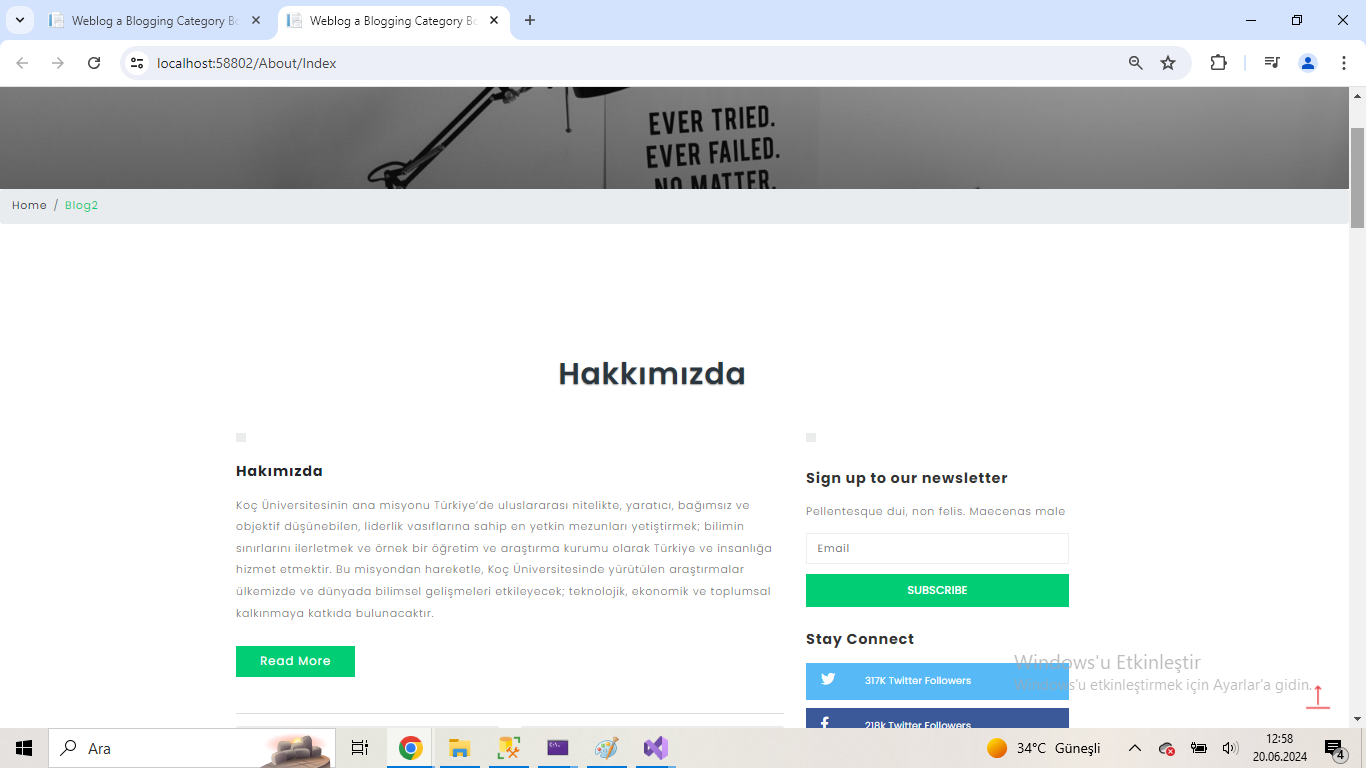 Weblog a Blogging Category Bo
Weblog a Blogging Category Bo
localhost:58802/About/Index
EVER TRIED.
EVER FAILED.
NO MATTER.
Home / Blog2
Hakkımızda
Hakımızda
Koç Üniversitesinin ana misyonu Türkiye’de uluslararası nitelikte, yaratıcı, bağımsız ve
objektif düşünebilen, liderlik vasıflarına sahip en yetkin mezunları yetiştirmek; bilimin
sınırlarını ilerletmek ve örnek bir öğretim ve araştırma kurumu olarak Türkiye ve insanlığa
hizmet etmektir. Bu misyondan hareketle, Koç Üniversitesinde yürütülen araştırmalar
ülkemizde ve dünyada bilimsel gelişmeleri etkileyecek; teknolojik, ekonomik ve toplumsal
kalkınmaya katkıda bulunacaktır.
Read More
Sign up to our newsletter
Pellentesque dui, non felis. Maecenas male
Email
SUBSCRIBE
Stay Connect
317K Twitter Followers
218k Twitter Followers
Windows'u Etkinleştir
Windows'u etkinleştirmek için Ayarlar'a gidin.
Ara
34°C Güneşli
12:58
20.06.2024
4